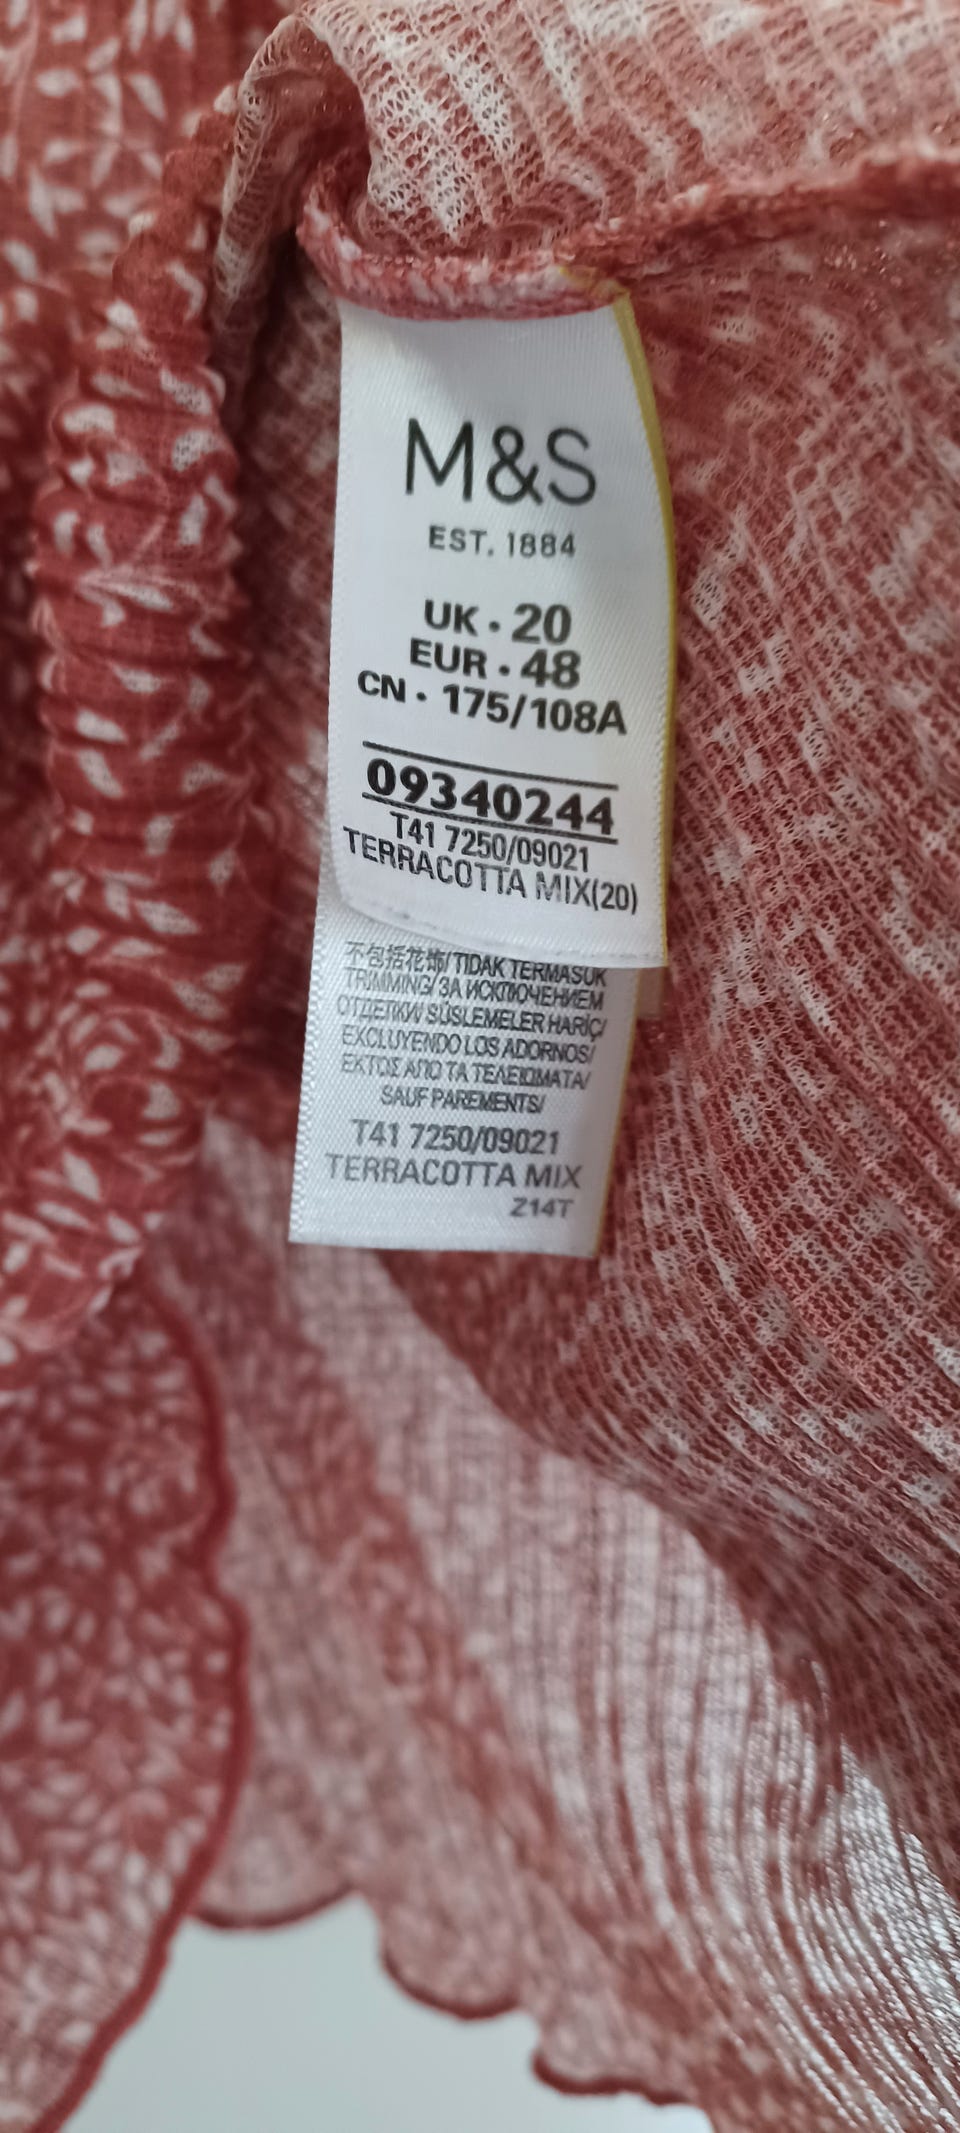 M&S
EST. 1884
UK · 20
EUR · 48
CN · 175/108A
09340244
T41 7250/09021
TERRACOTTA MIX(20)
不包括花饰/TIDAK TERMASUK
TRIMMING/ ЗА ИСКЛЮЧЕНИЕМ
ОТДЕЛКИ/ SÜSLEMELER HARİÇ/
EXCLUYENDO LOS ADORNOS/
ΕΚΤΟΣ ΑΠΟ ΤΑ ΤΕΛΕΙΩΜΑΤΑ/
SAUF PAREMENTS/
T41 7250/09021
TERRACOTTA MIX
Z14T